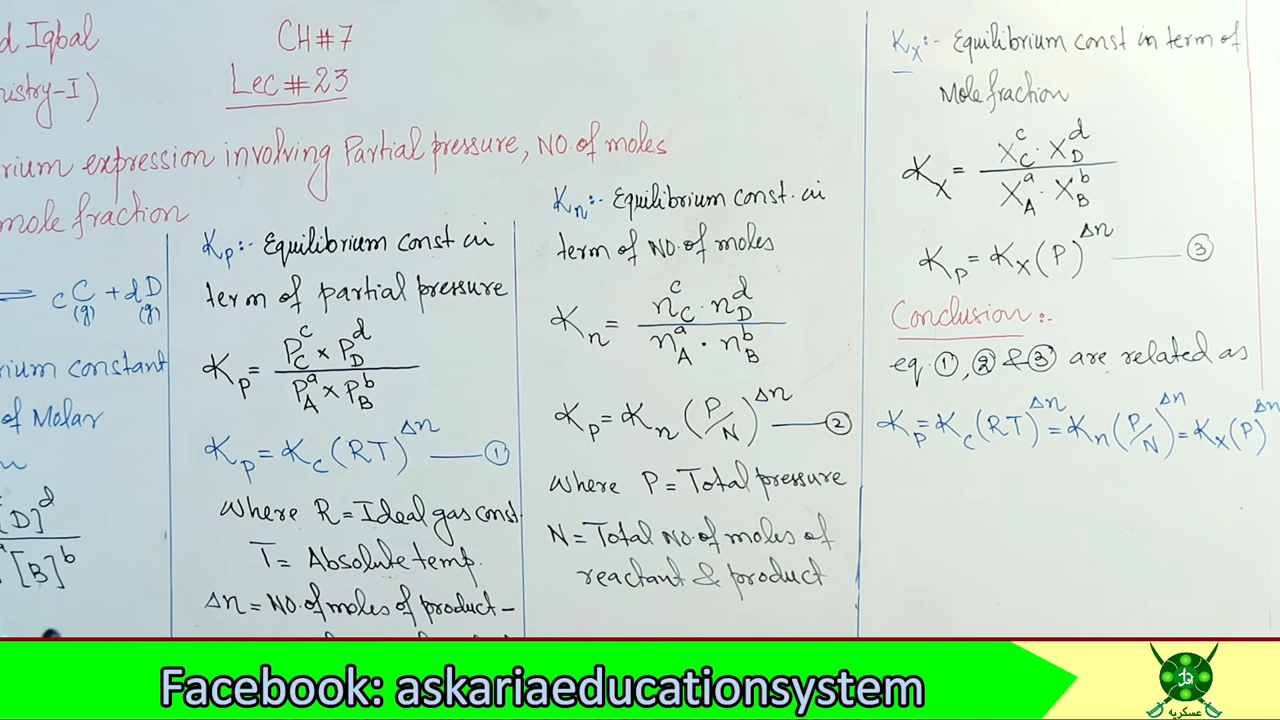 d Iqbal
istry-I)
CH#7
Lec#23
rium expression involving Partial pressure, NO.of moles
mole fraction
⇌ cC(g) + dD(g)
rium constant
of Molar
[D]^d
[B]^b
Kp:- Equilibrium const in
term of partial pressure
Kp = P_C^c × P_D^d / P_A^a × P_B^b
Kp = Kc (RT)^Δn —— ①
Where R = Ideal gas const.
T = Absolute temp.
Δn = NO.of moles of product –
Kn:- Equilibrium const. in
term of NO.of moles
Kn = n_C^c . n_D^d / n_A^a . n_B^b
Kp = Kn (P/N)^Δn —— ②
Where P = Total pressure
N = Total NO.of moles of
reactant & product
Kx:- Equilibrium const in term of
Mole fraction
Kx = X_C^c . X_D^d / X_A^a . X_B^b
Kp = Kx (P)^Δn —— ③
Conclusion:-
eq. ①, ② & ③ are related as
Kp = Kc (RT)^Δn = Kn (P/N)^Δn = Kx (P)^Δn
Facebook: askariaeducationsystem
عسکریہ